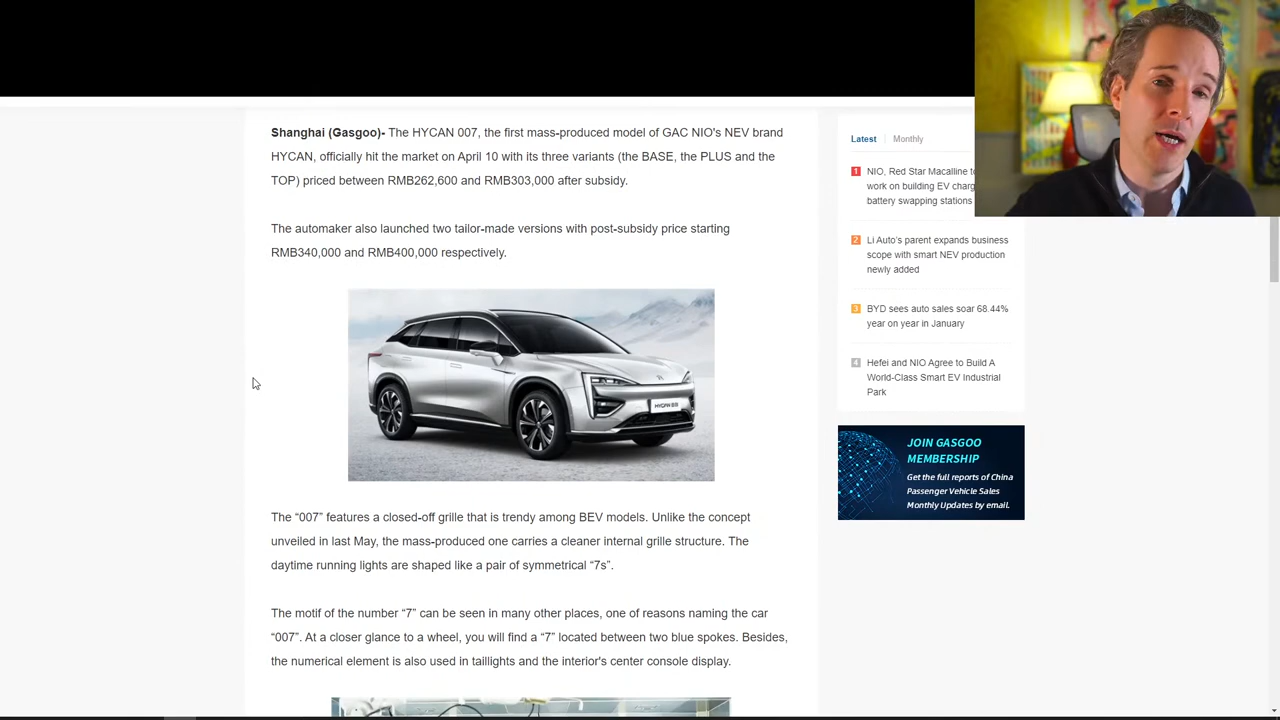 Shanghai (Gasgoo)- The HYCAN 007, the first mass-produced model of GAC NIO's NEV brand
HYCAN, officially hit the market on April 10 with its three variants (the BASE, the PLUS and the
TOP) priced between RMB262,600 and RMB303,000 after subsidy.
The automaker also launched two tailor-made versions with post-subsidy price starting
RMB340,000 and RMB400,000 respectively.
HYCAN
The “007” features a closed-off grille that is trendy among BEV models. Unlike the concept
unveiled in last May, the mass-produced one carries a cleaner internal grille structure. The
daytime running lights are shaped like a pair of symmetrical “7s”.
The motif of the number “7” can be seen in many other places, one of reasons naming the car
“007”. At a closer glance to a wheel, you will find a “7” located between two blue spokes. Besides,
the numerical element is also used in taillights and the interior's center console display.
Latest Monthly
1 NIO, Red Star Macalline to
work on building EV charg
battery swapping stations
2 Li Auto's parent expands business
scope with smart NEV production
newly added
3 BYD sees auto sales soar 68.44%
year on year in January
4 Hefei and NIO Agree to Build A
World-Class Smart EV Industrial
Park
JOIN GASGOO
MEMBERSHIP
Get the full reports of China
Passenger Vehicle Sales
Monthly Updates by email.